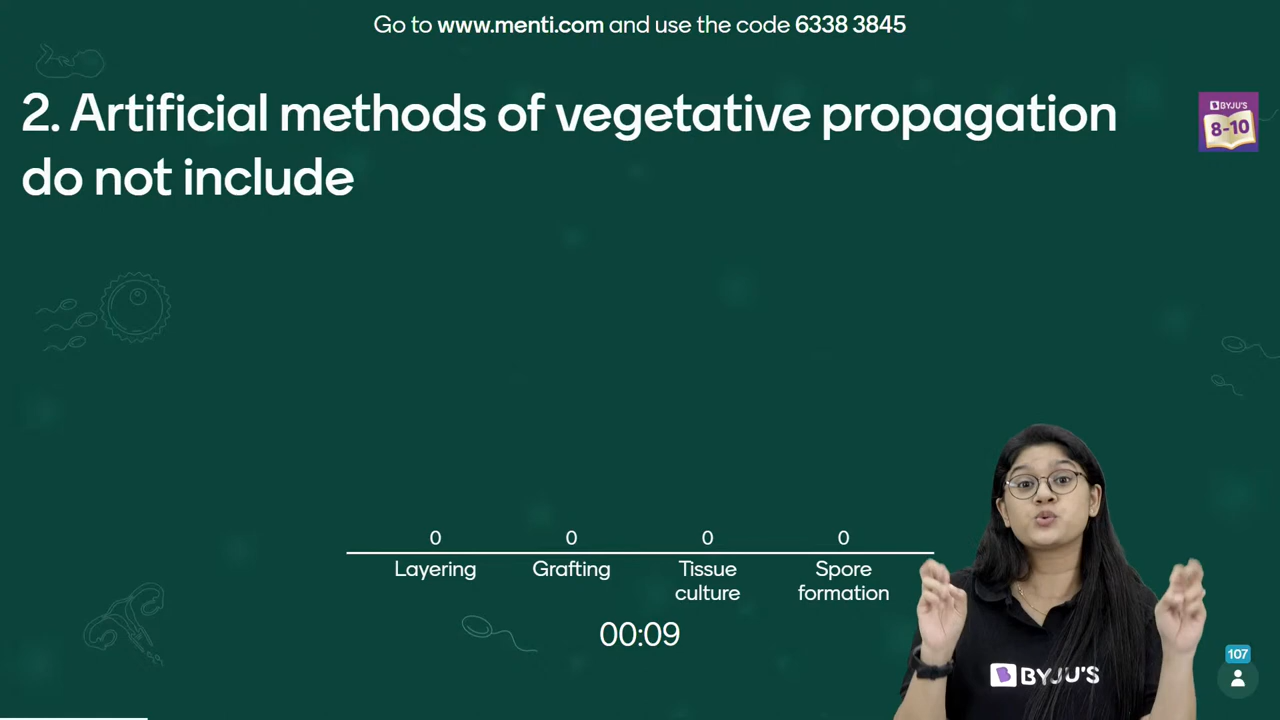 Go to www.menti.com and use the code 6338 3845
2. Artificial methods of vegetative propagation
do not include
BYJU'S
8-10
0 0 0 0
Layering Grafting Tissue culture Spore formation
00:09
BYJU'S
107